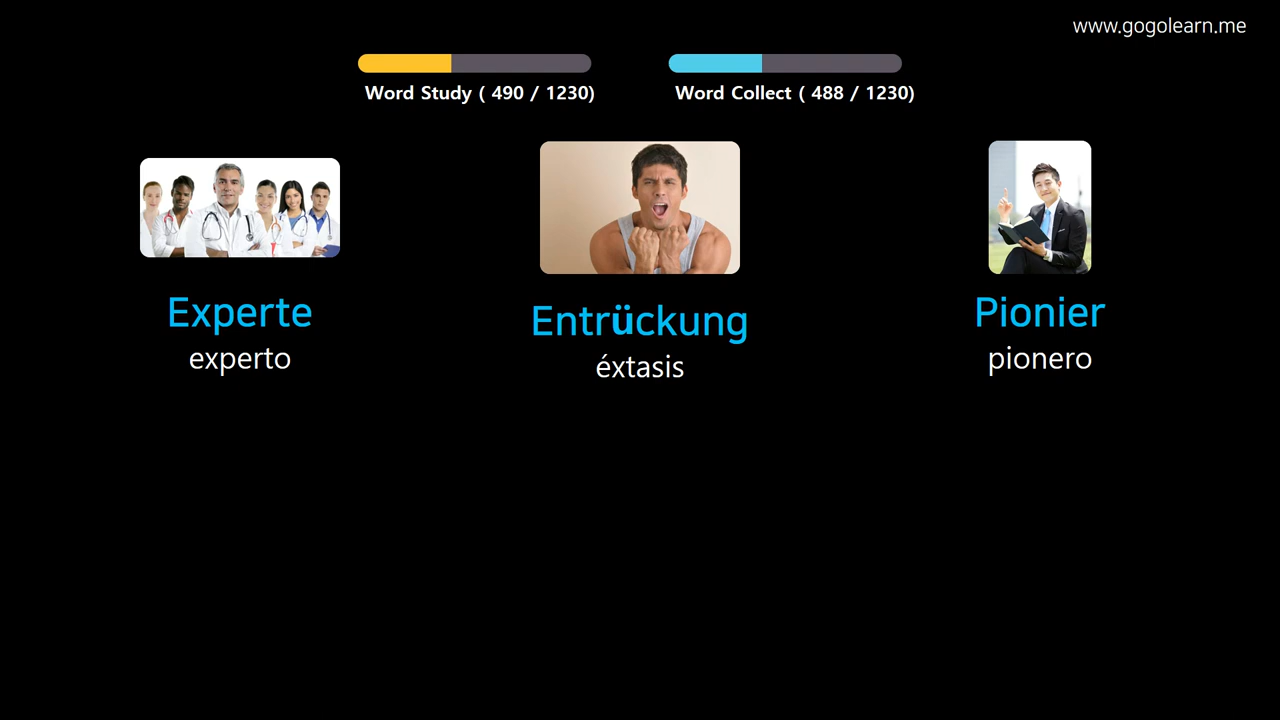 www.gogolearn.me
Word Study ( 490 / 1230)
Word Collect ( 488 / 1230)
Experte
experto
Entrückung
éxtasis
Pionier
pionero